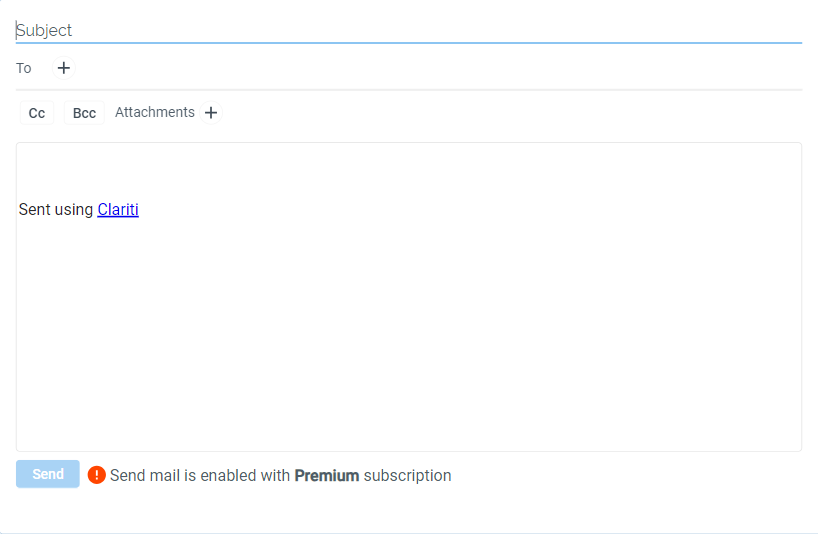 Subject
To +
Cc Bcc Attachments +
Sent using Clariti
Send ! Send mail is enabled with Premium subscription